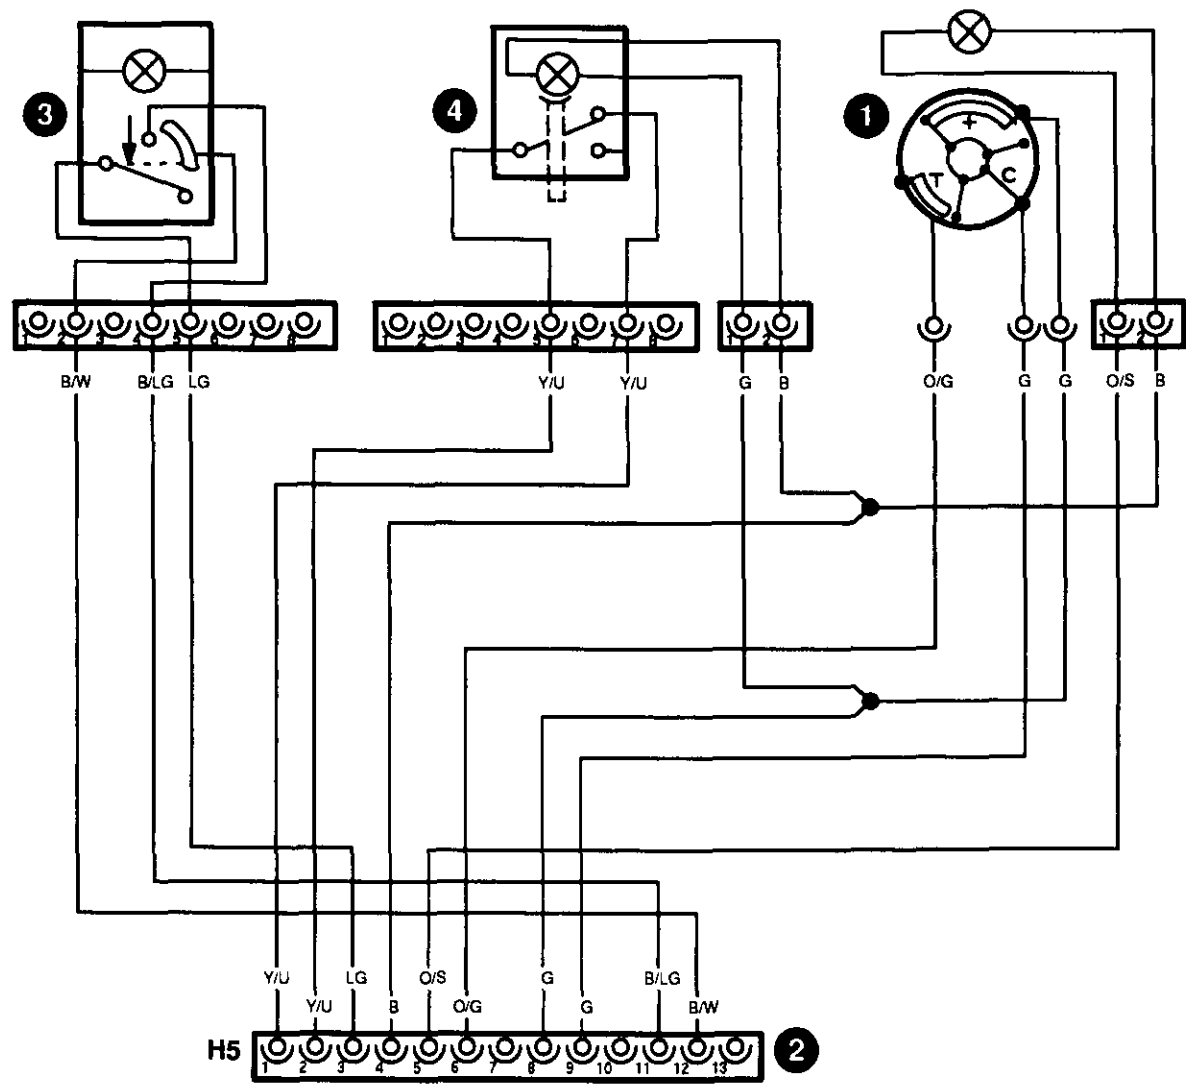 3
4
1
+
T
C
1 2 3 4 5 6 7 8
1 2 3 4 5 6 7 8
1 2
1 2
B/W B/LG LG Y/U Y/U G B O/G G G O/S B
Y/U LG O/S G B/LG
Y/U B O/G G B/W
H5
1 2 3 4 5 6 7 8 9 10 11 12 13
2